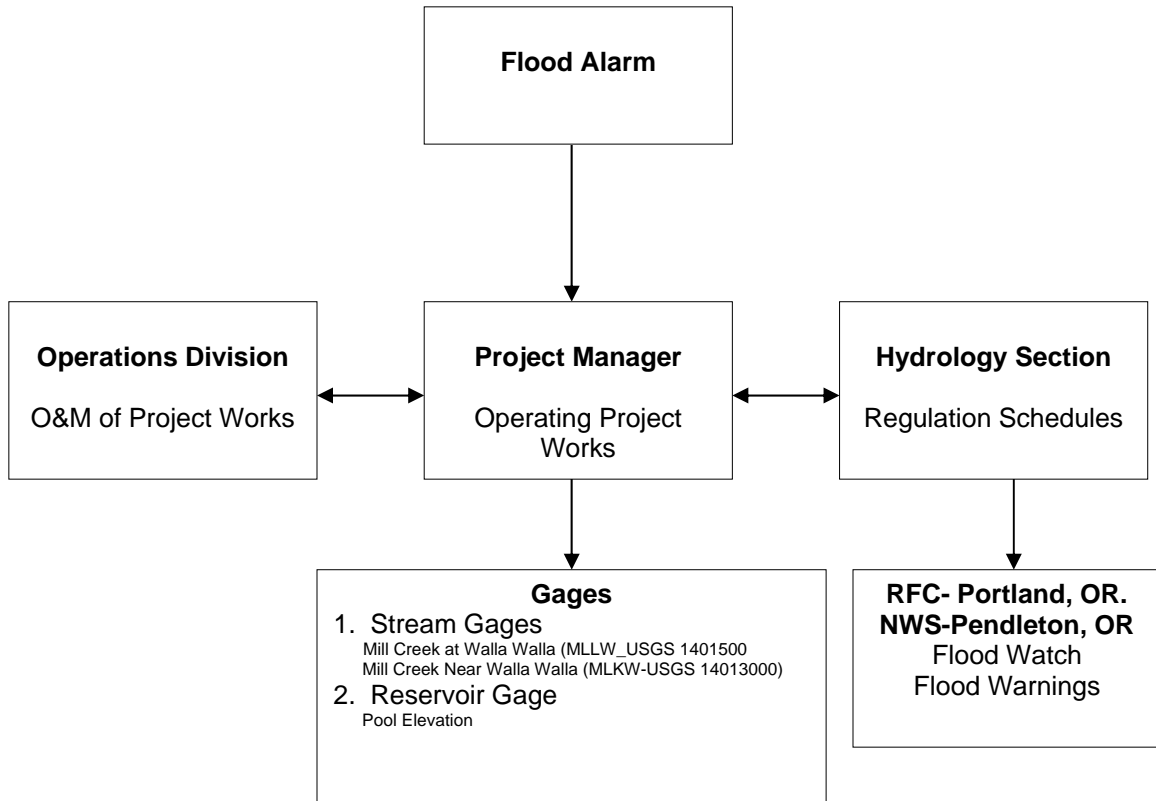 Flood Alarm
Operations Division
O&M of Project Works
Project Manager
Operating Project
Works
Hydrology Section
Regulation Schedules
Gages
1. Stream Gages
Mill Creek at Walla Walla (MLLW_USGS 1401500
Mill Creek Near Walla Walla (MLKW-USGS 14013000)
2. Reservoir Gage
Pool Elevation
RFC- Portland, OR.
NWS-Pendleton, OR
Flood Watch
Flood Warnings